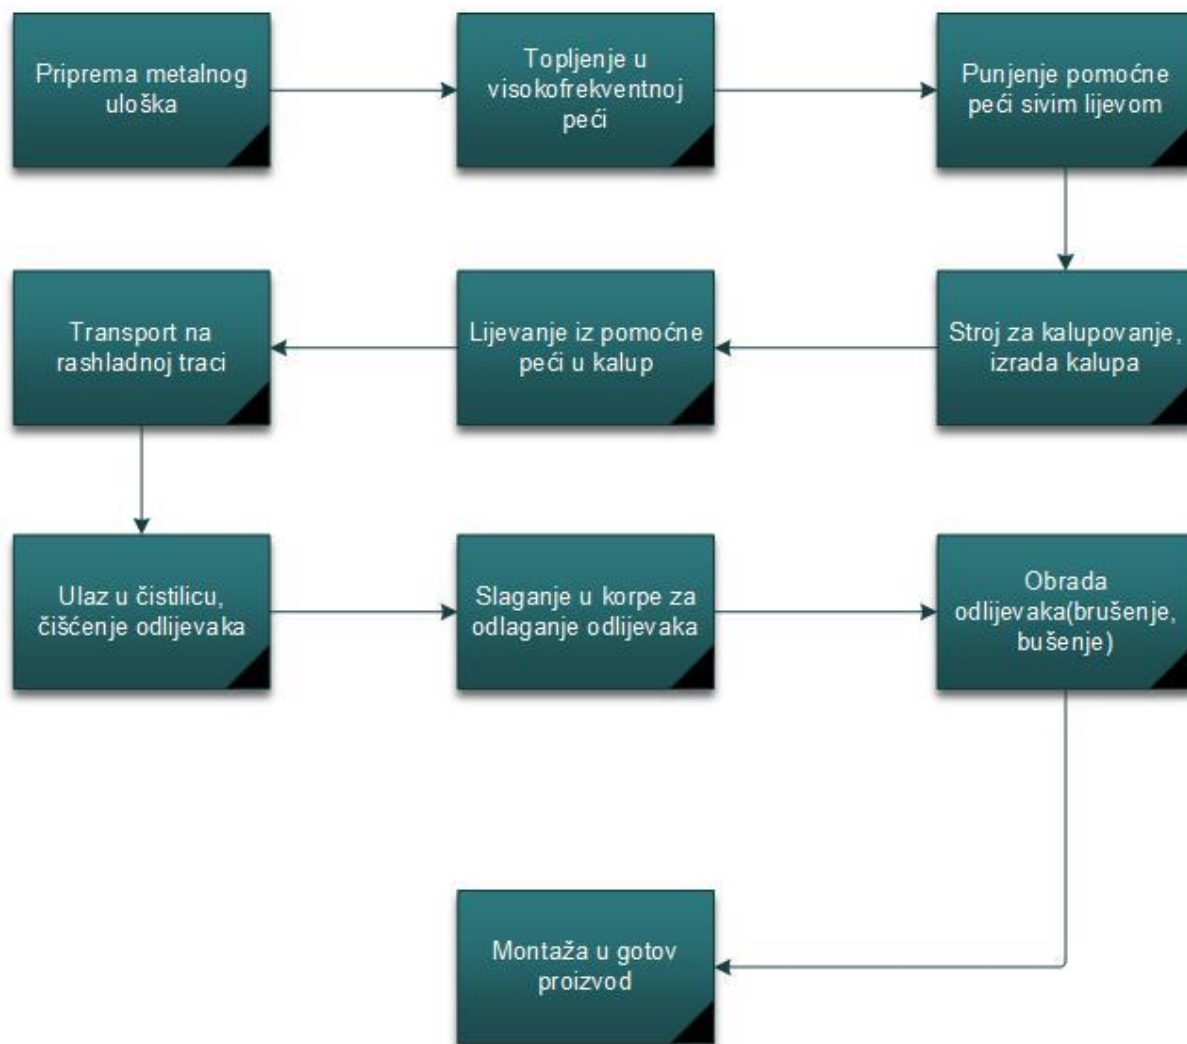 Priprema metalnog
uloška
Topljenje u
visokofrekventnoj
peći
Punjenje pomoćne
peći sivim lijevom
Stroj za kalupovanje,
izrada kalupa
Lijevanje iz pomoćne
peći u kalup
Transport na
rashladnoj traci
Ulaz u čistilicu,
čišćenje odlijevaka
Slaganje u korpe za
odlaganje odlijevaka
Obrada
odlijevaka(brušenje,
bušenje)
Montaža u gotov
proizvod